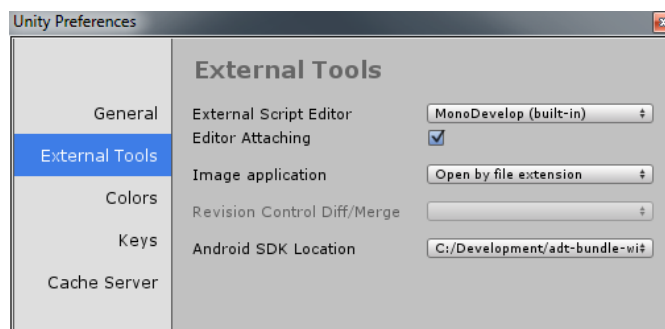 Unity Preferences
External Tools
General
External Script Editor MonoDevelop (built-in)
Editor Attaching
External Tools
Image application Open by file extension
Colors
Revision Control Diff/Merge
Keys
Android SDK Location C:/Development/adt-bundle-wi
Cache Server